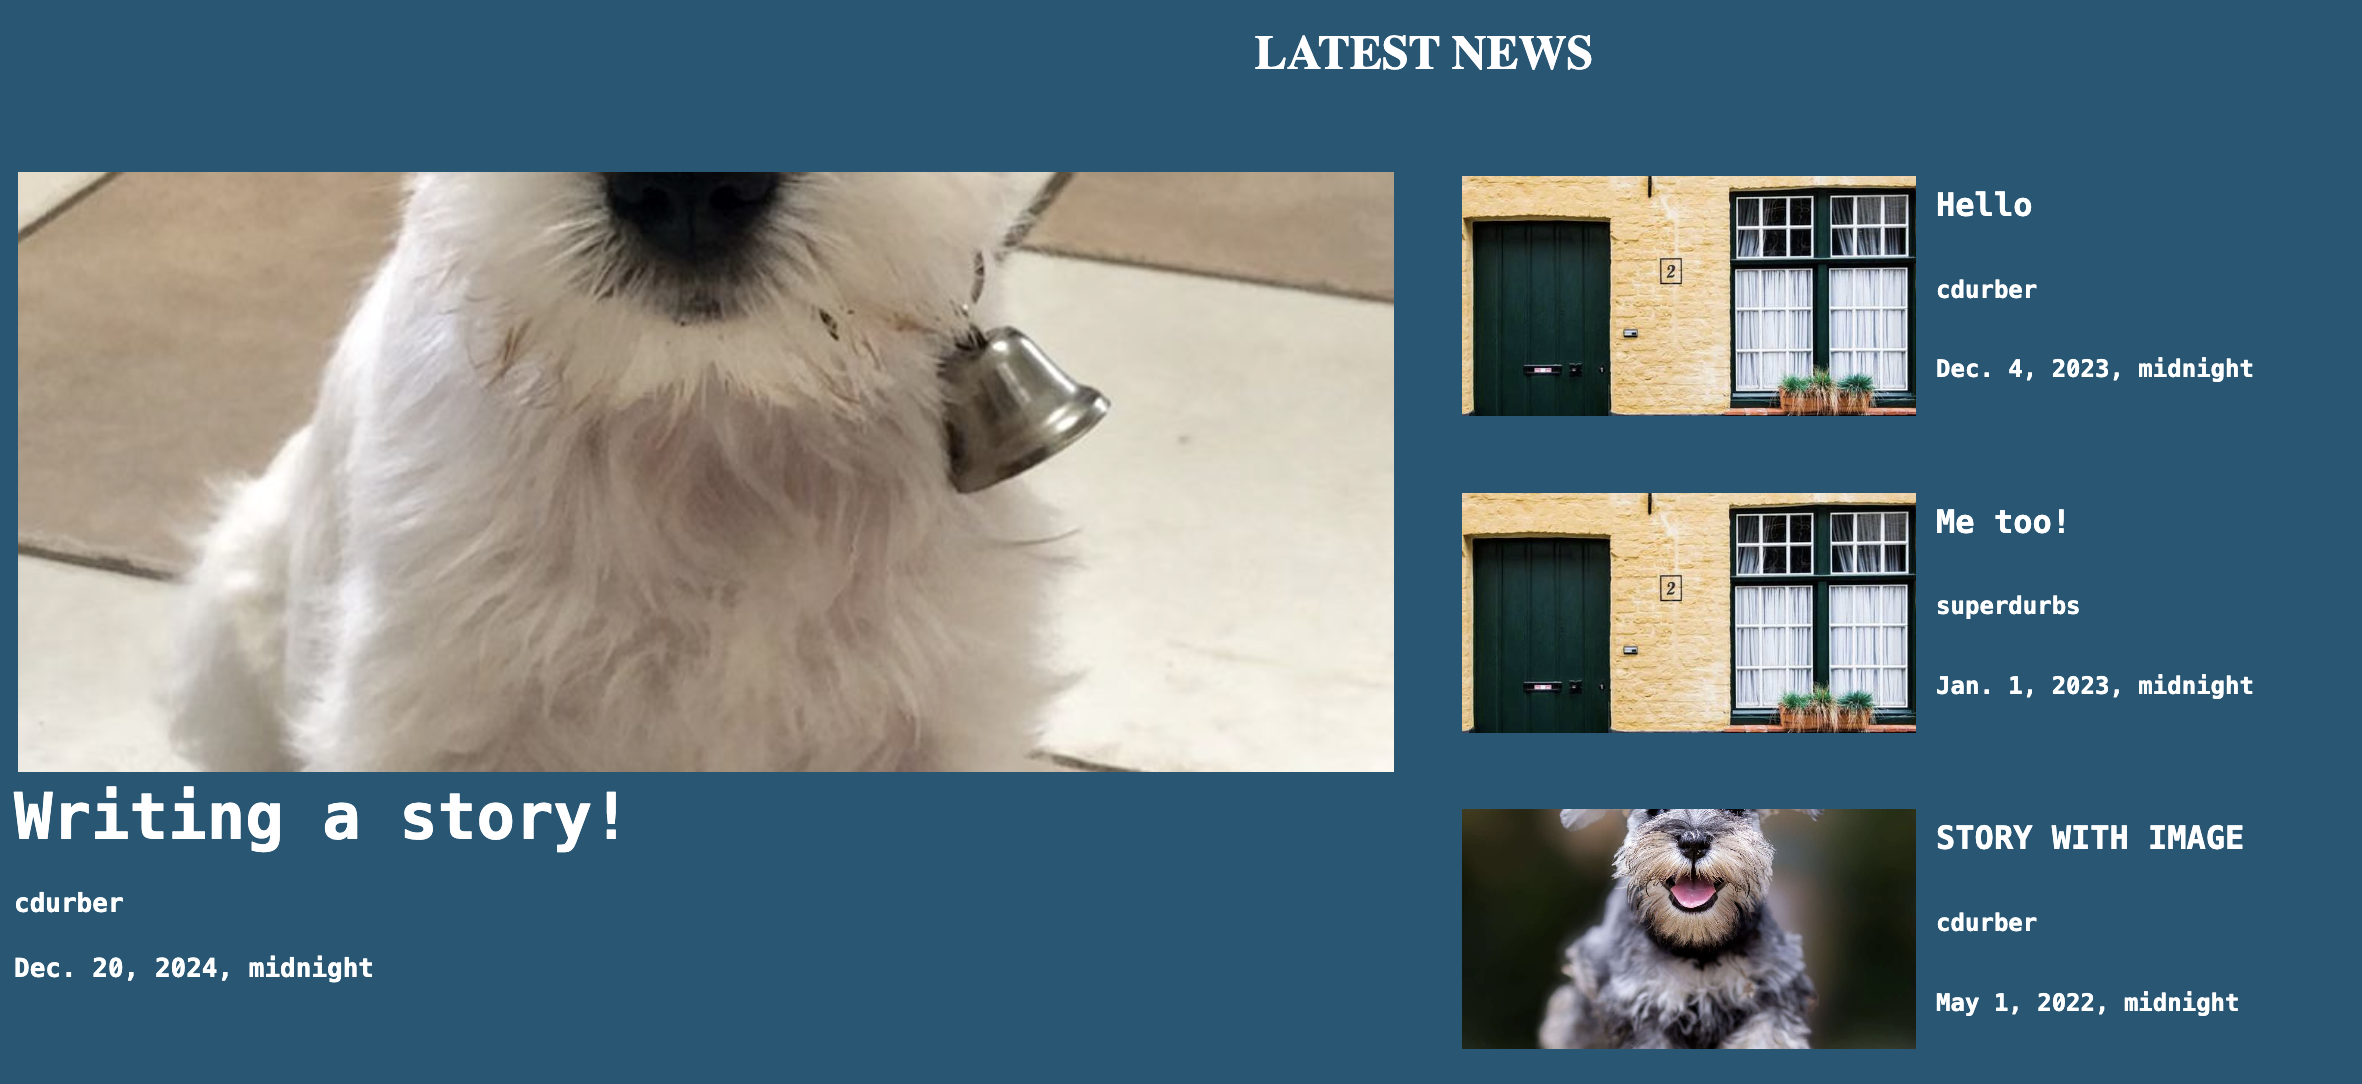 LATEST NEWS
Writing a story!
cdurber
Dec. 20, 2024, midnight
2
Hello
cdurber
Dec. 4, 2023, midnight
2
Me too!
superdurbs
Jan. 1, 2023, midnight
STORY WITH IMAGE
cdurber
May 1, 2022, midnight